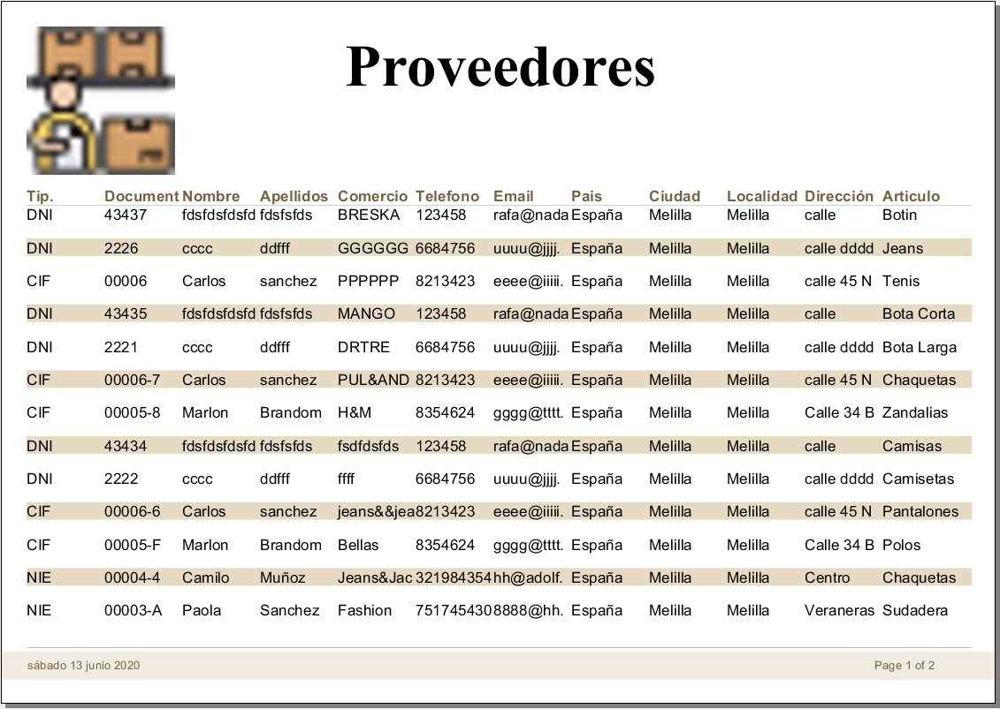 Proveedores
Tip. Document Nombre Apellidos Comercio Telefono Email Pais Ciudad Localidad Dirección Articulo
DNI 43437 fdsfdsfdsfd fdsfsfds BRESKA 123458 rafa@nada España Melilla Melilla calle Botin
DNI 2226 cccc ddfff GGGGGG 6684756 uuuu@jjjj. España Melilla Melilla calle dddd Jeans
CIF 00006 Carlos sanchez PPPPPP 8213423 eeee@iiiii. España Melilla Melilla calle 45 N Tenis
DNI 43435 fdsfdsfdsfd fdsfsfds MANGO 123458 rafa@nada España Melilla Melilla calle Bota Corta
DNI 2221 cccc ddfff DRTRE 6684756 uuuu@jjjj. España Melilla Melilla calle dddd Bota Larga
CIF 00006-7 Carlos sanchez PUL&AND 8213423 eeee@iiiii. España Melilla Melilla calle 45 N Chaquetas
CIF 00005-8 Marlon Brandom H&M 8354624 gggg@tttt. España Melilla Melilla Calle 34 B Zandalias
DNI 43434 fdsfdsfdsfd fdsfsfds fsdfdsfds 123458 rafa@nada España Melilla Melilla calle Camisas
DNI 2222 cccc ddfff ffff 6684756 uuuu@jjjj. España Melilla Melilla calle dddd Camisetas
CIF 00006-6 Carlos sanchez jeans&&jea 8213423 eeee@iiiii. España Melilla Melilla calle 45 N Pantalones
CIF 00005-F Marlon Brandom Bellas 8354624 gggg@tttt. España Melilla Melilla Calle 34 B Polos
NIE 00004-4 Camilo Muñoz Jeans&Jac 321984354 hh@adolf. España Melilla Melilla Centro Chaquetas
NIE 00003-A Paola Sanchez Fashion 751745430 8888@hh. España Melilla Melilla Veraneras Sudadera
sábado 13 junio 2020 Page 1 of 2